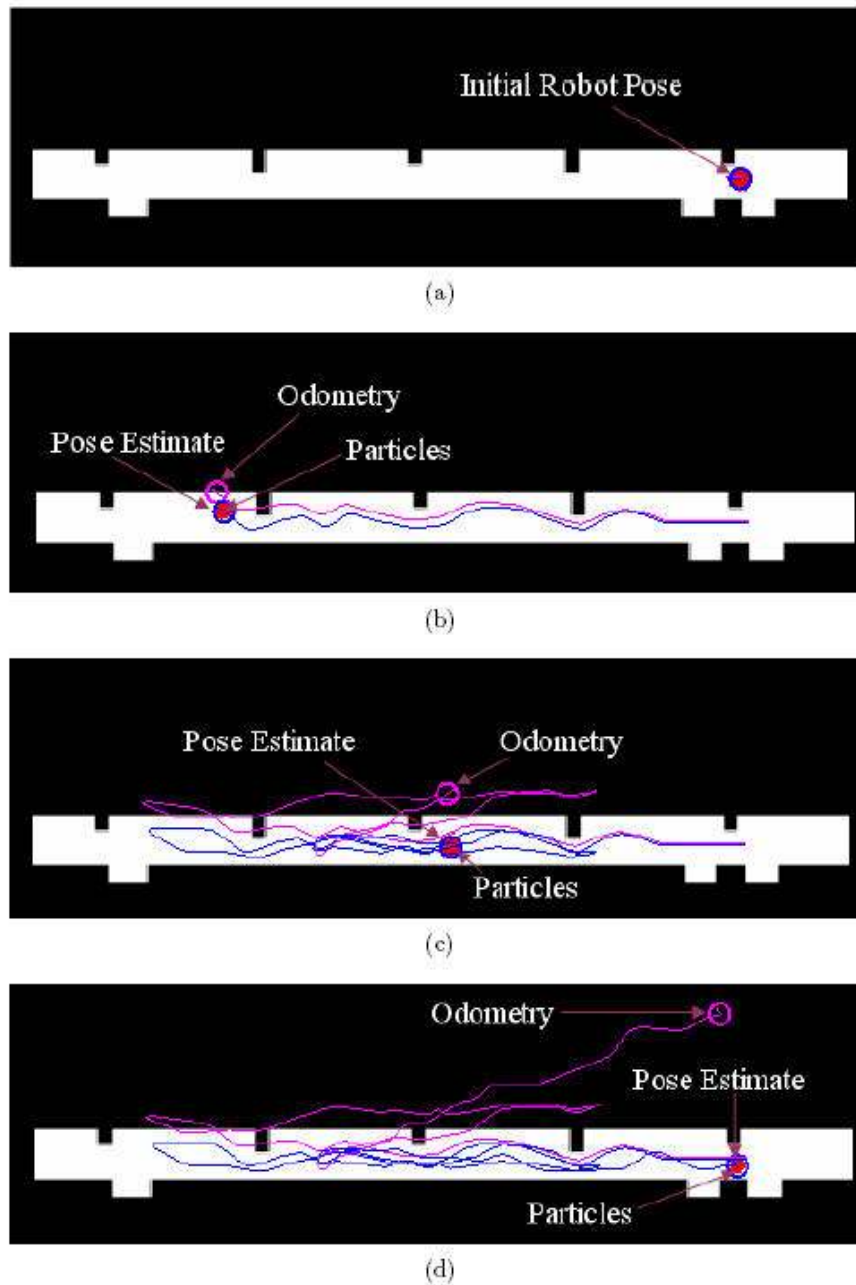 Initial Robot Pose
(a)
Odometry
Pose Estimate
Particles
(b)
Pose Estimate
Odometry
Particles
(c)
Odometry
Pose Estimate
Particles
(d)